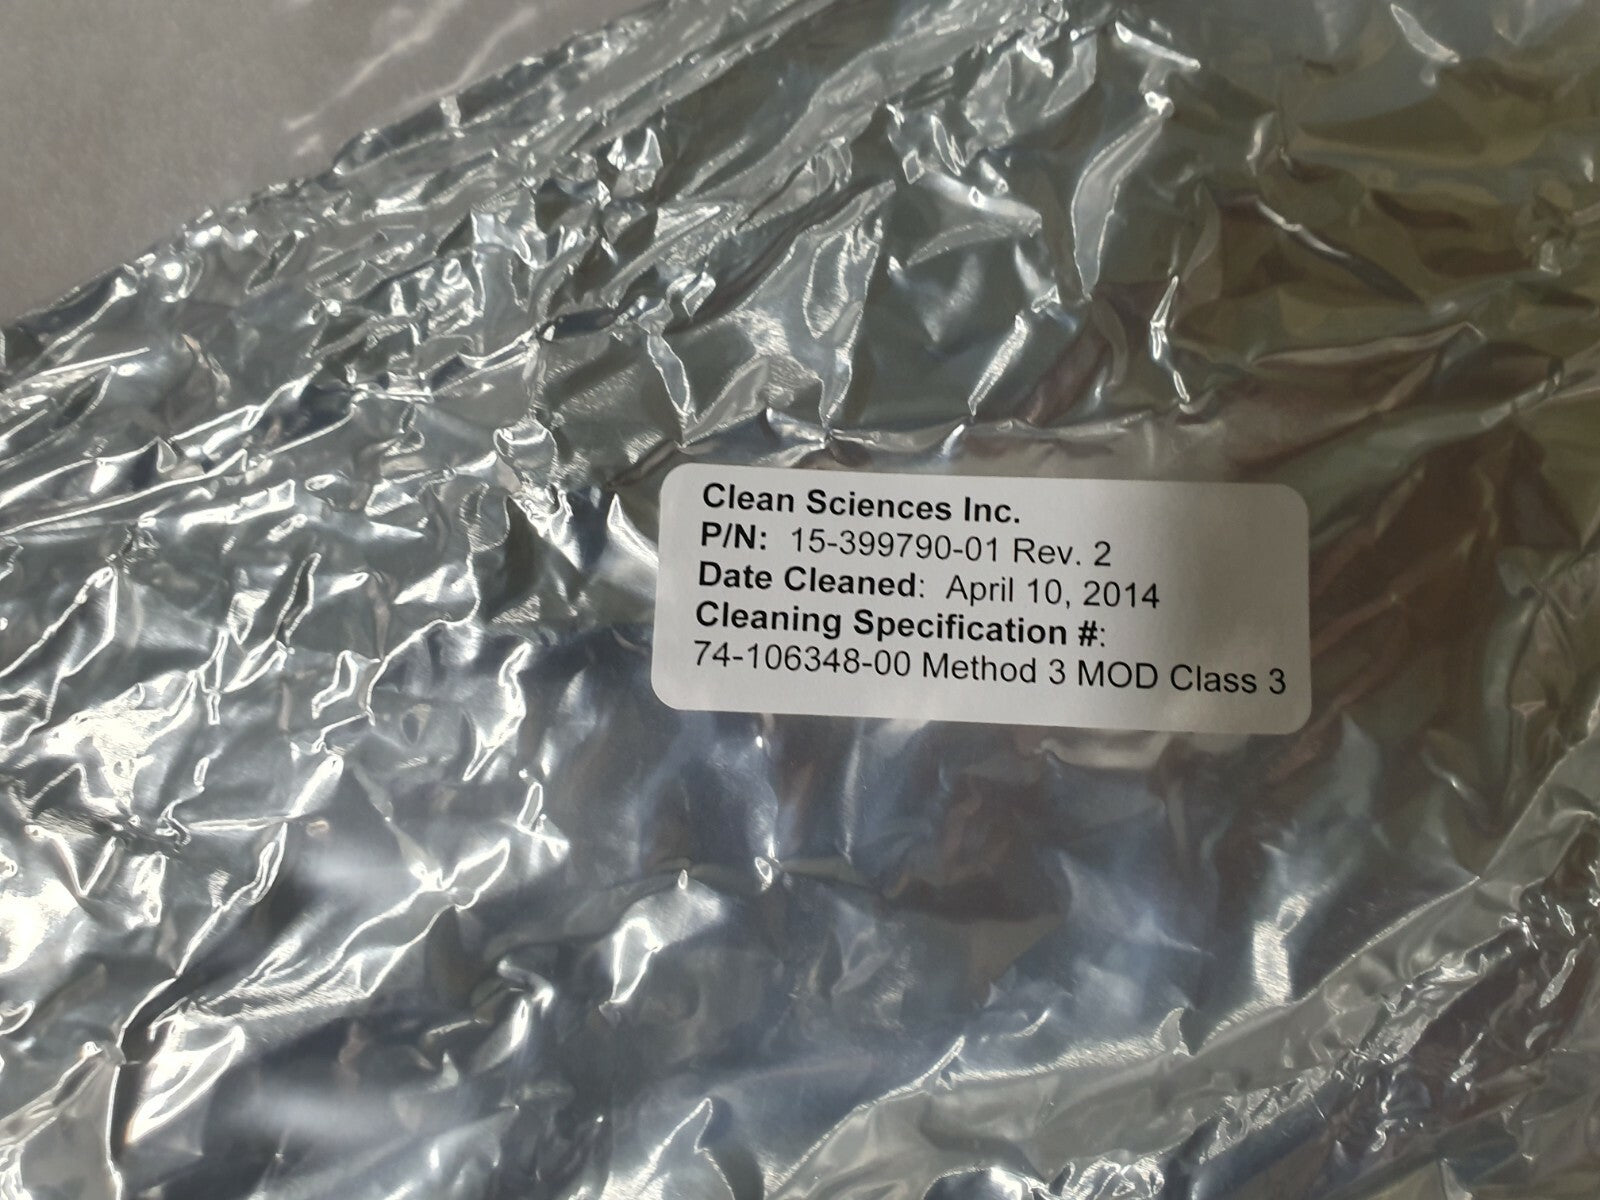 Clean Sciences Inc.
P/N: 15-399790-01 Rev. 2
Date Cleaned: April 10, 2014
Cleaning Specification #:
74-106348-00 Method 3 MOD Class 3